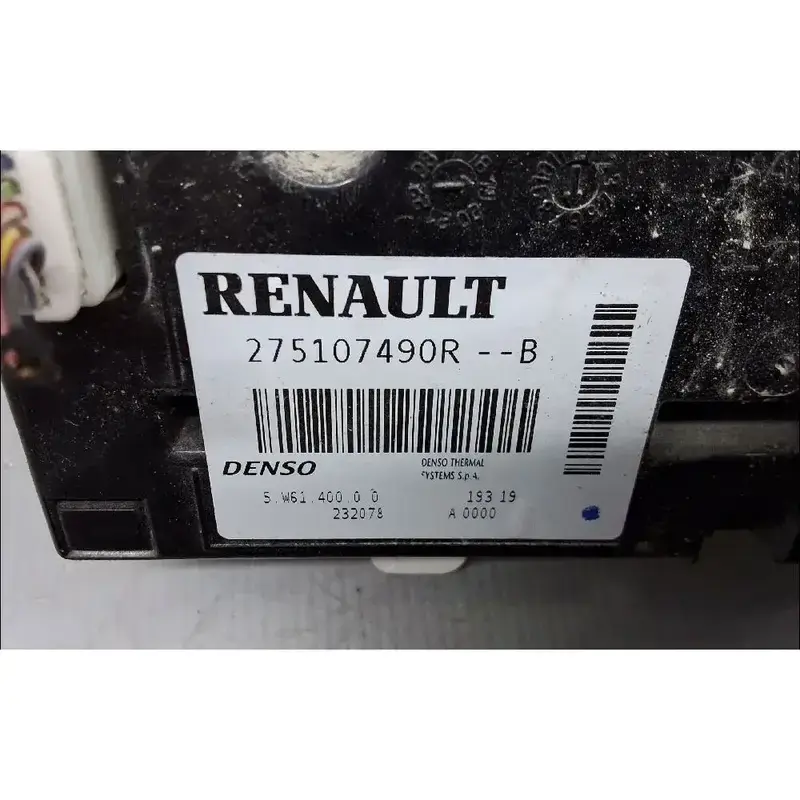 RENAULT
275107490R --B
DENSO
DENSO THERMAL
SYSTEMS S.p.A.
5.W61.400.0 0
193 19
232078
A 0000